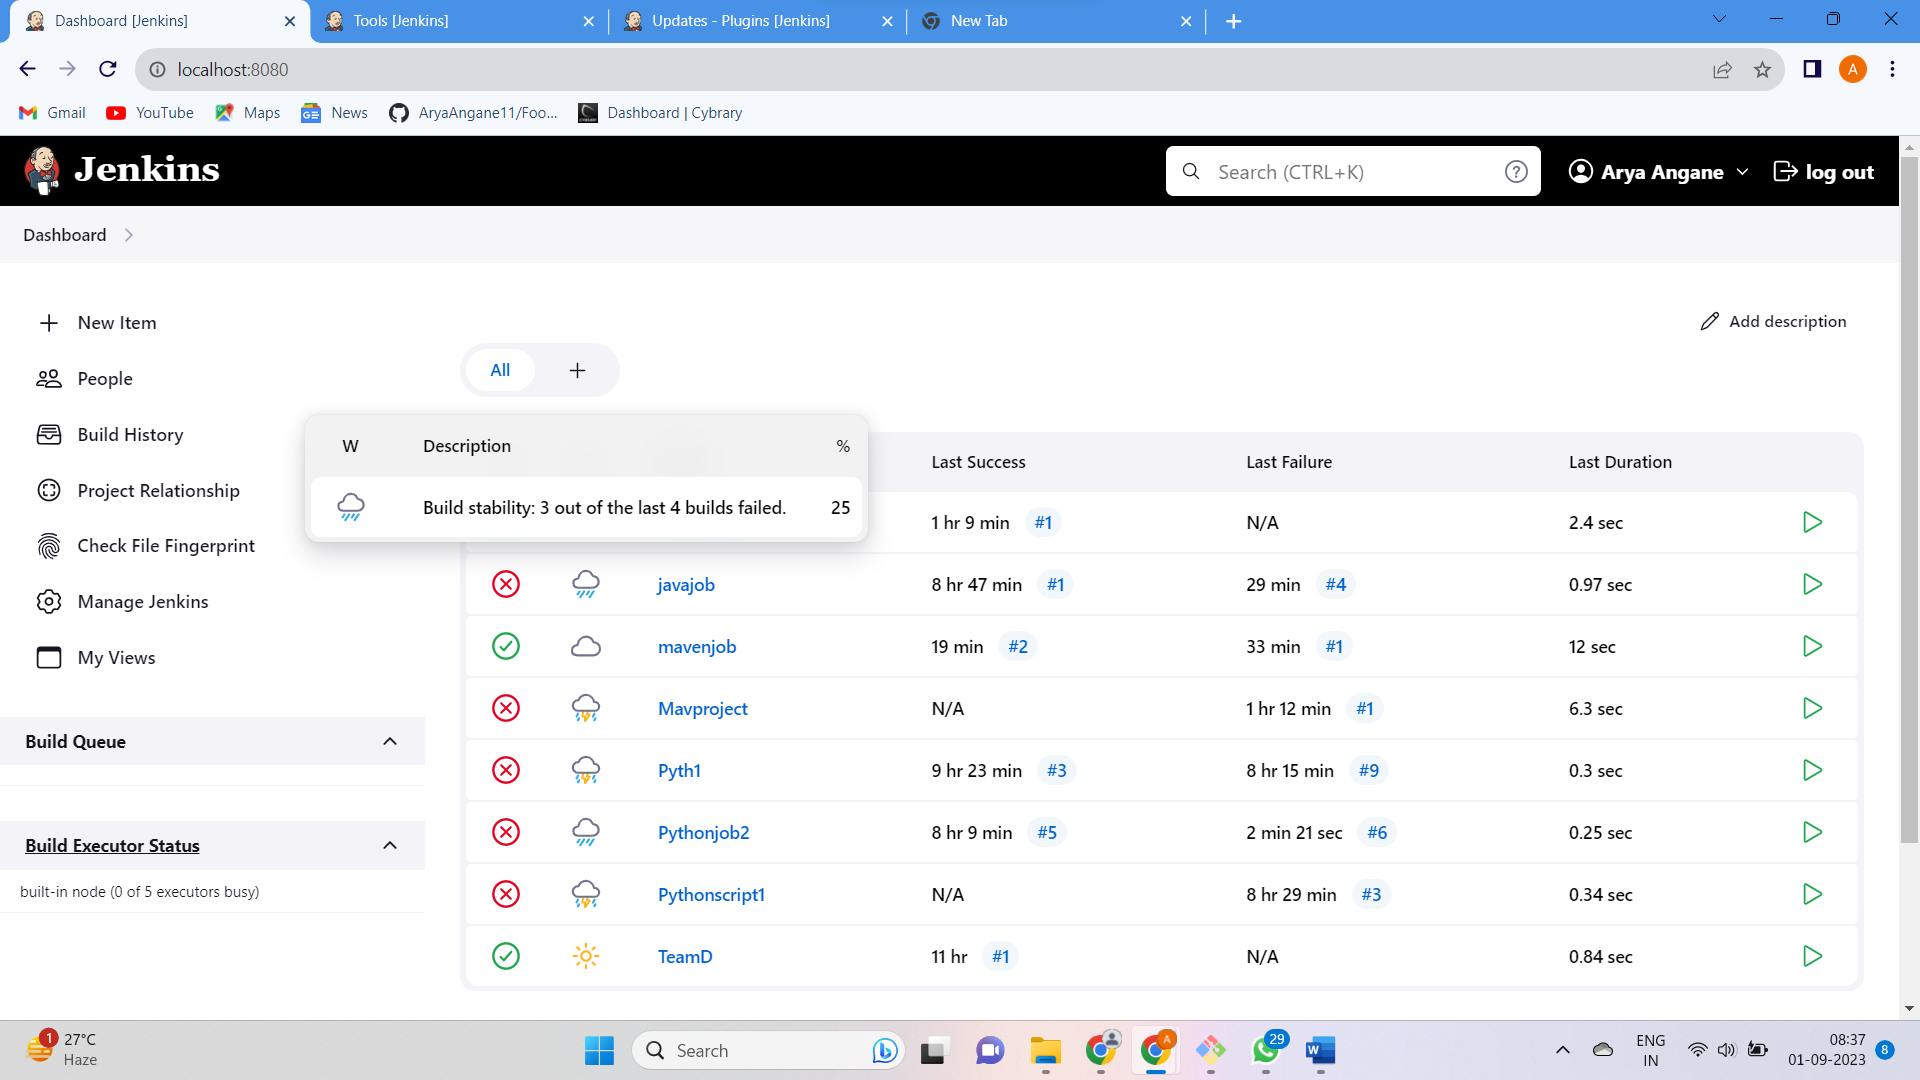 Dashboard [Jenkins]
Tools [Jenkins]
Updates - Plugins [Jenkins]
New Tab
localhost:8080
A
Gmail
YouTube
Maps
News
AryaAngane11/Foo...
Dashboard | Cybrary
Jenkins
Search (CTRL+K)
?
Arya Angane
log out
Dashboard
New Item
People
Build History
Project Relationship
Check File Fingerprint
Manage Jenkins
My Views
Build Queue
Build Executor Status
built-in node (0 of 5 executors busy)
Add description
All
W Description %
Build stability: 3 out of the last 4 builds failed. 25
Last Success Last Failure Last Duration
1 hr 9 min #1 N/A 2.4 sec
javajob 8 hr 47 min #1 29 min #4 0.97 sec
mavenjob 19 min #2 33 min #1 12 sec
Mavproject N/A 1 hr 12 min #1 6.3 sec
Pyth1 9 hr 23 min #3 8 hr 15 min #9 0.3 sec
Pythonjob2 8 hr 9 min #5 2 min 21 sec #6 0.25 sec
Pythonscript1 N/A 8 hr 29 min #3 0.34 sec
TeamD 11 hr #1 N/A 0.84 sec
1
27°C
Haze
Search
A
29
W
ENG
IN
08:37
01-09-2023
8